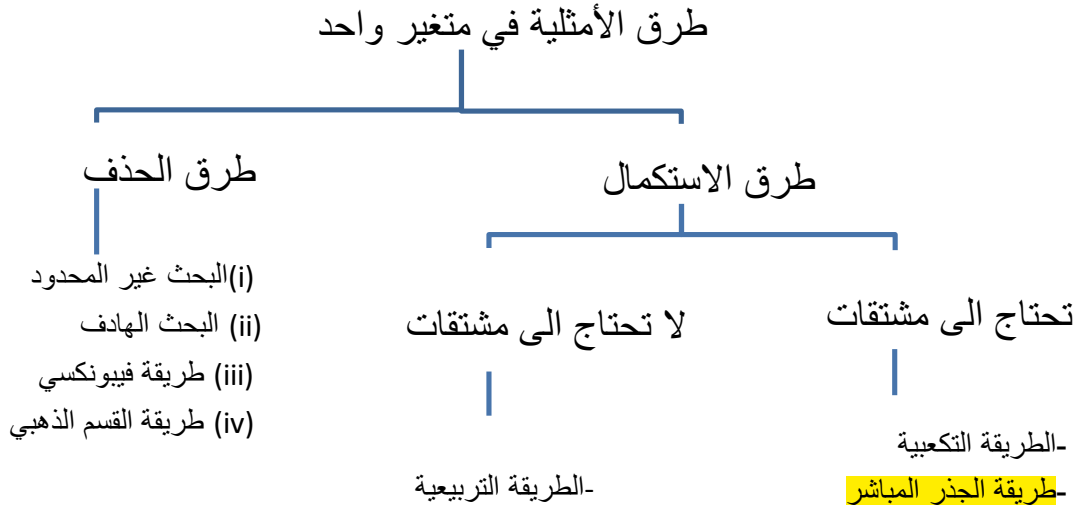 طرق الأمثلية في متغير واحد
طرق الاستكمال
طرق الحذف
تحتاج الى مشتقات
-الطريقة التكعبية
-طريقة الجذر المباشر
لا تحتاج الى مشتقات
-الطريقة التربيعية
(i)البحث غير المحدود
(ii) البحث الهادف
(iii) طريقة فيبونكسي
(iv) طريقة القسم الذهبي